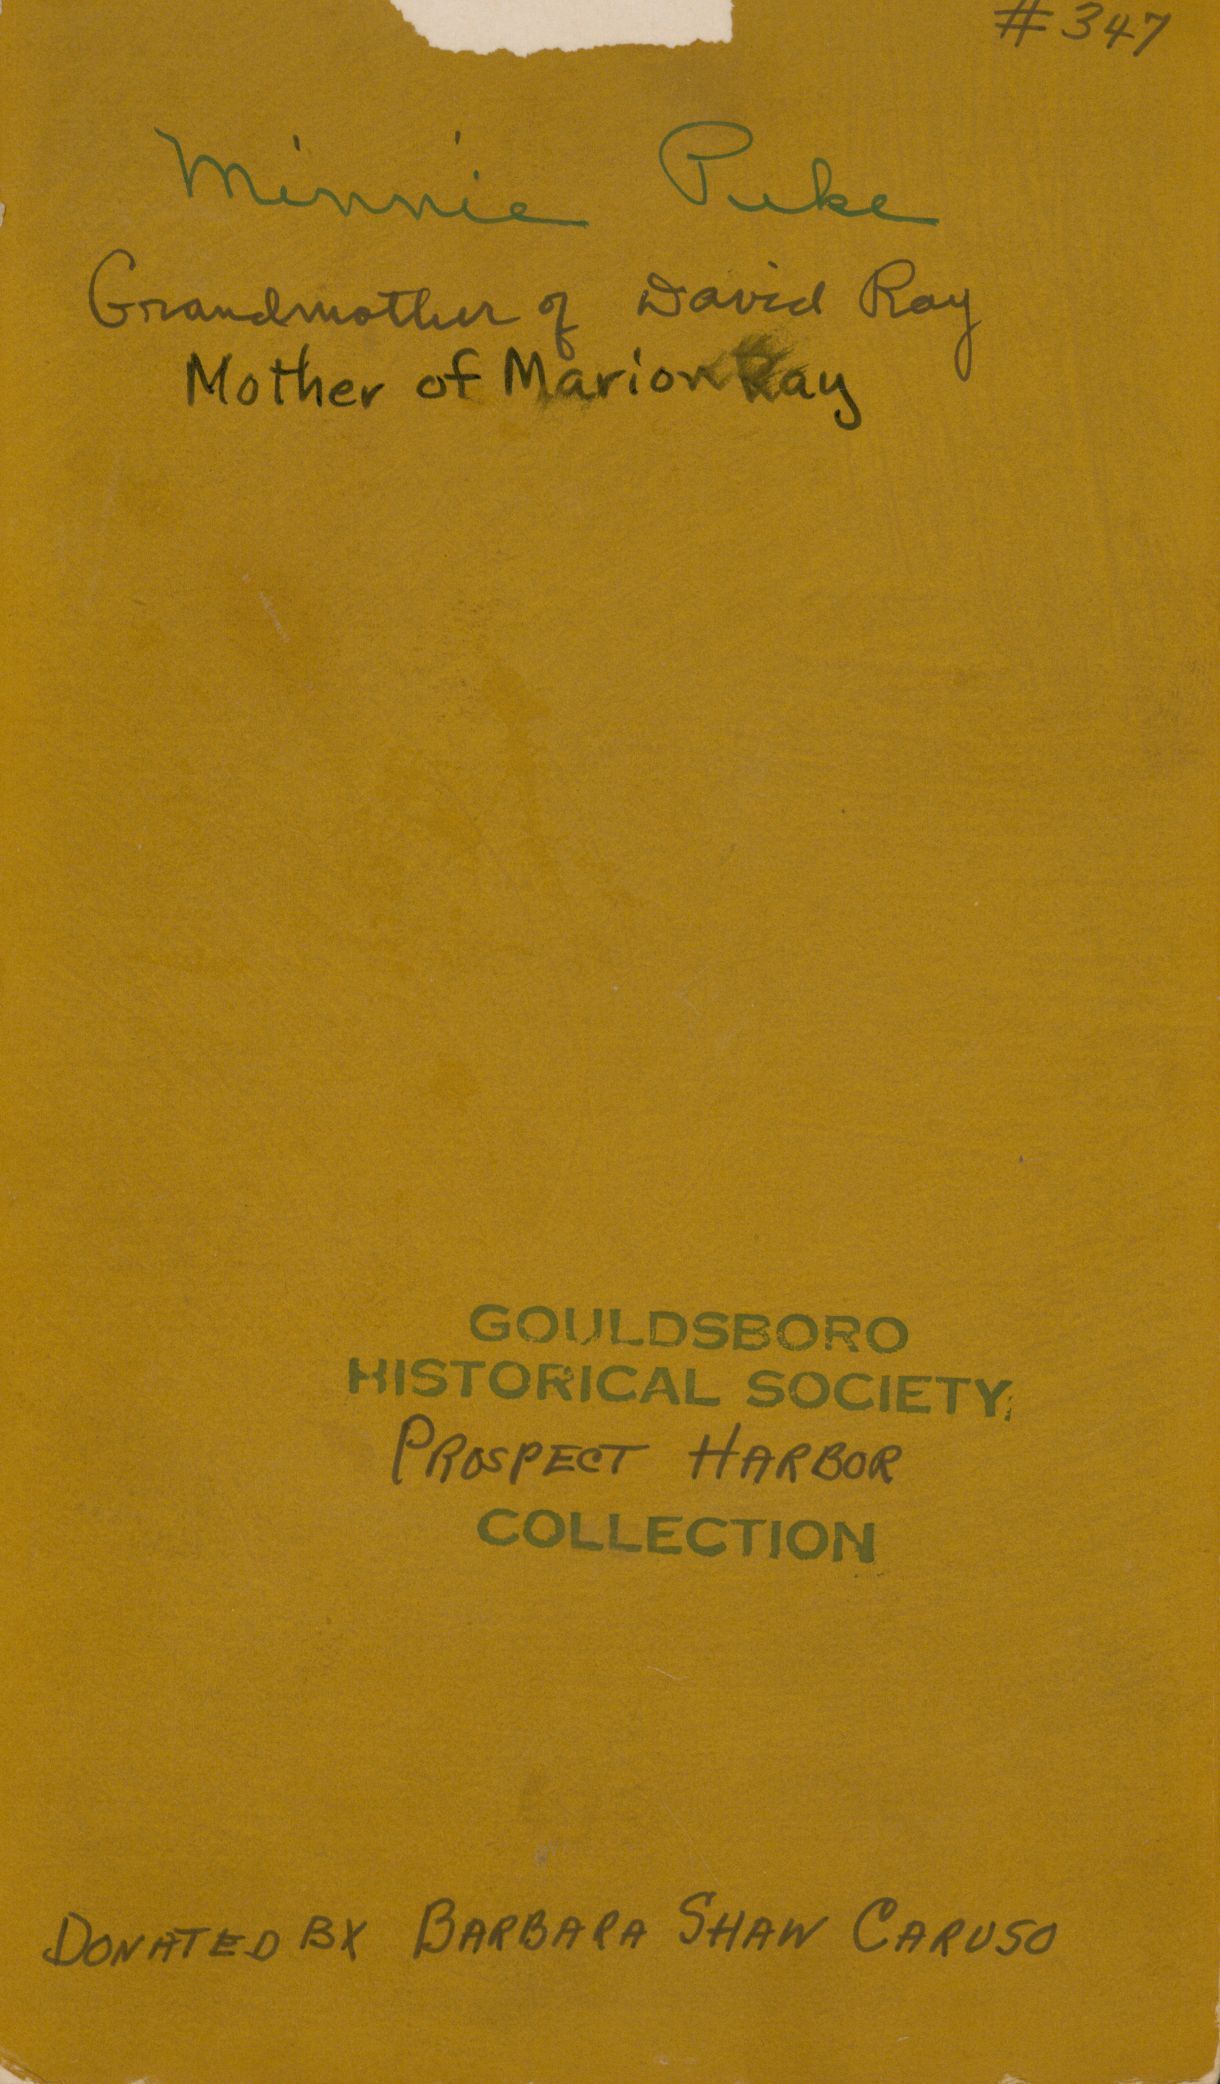 #347
Minnie Puke
Grandmother of David Ray
Mother of Marion Ray
GOULDSBORO
HISTORICAL SOCIETY,
PROSPECT HARBOR
COLLECTION
DONATED BY BARBARA SHAW CARUSO